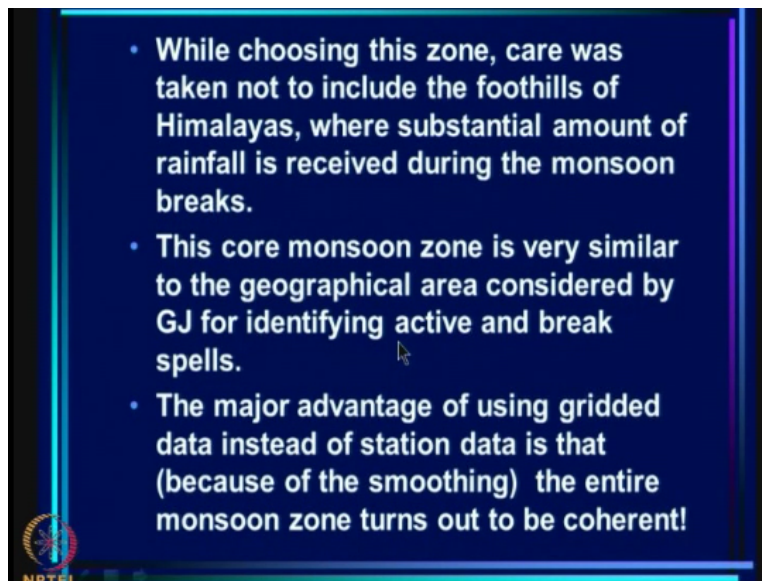 • While choosing this zone, care was
taken not to include the foothills of
Himalayas, where substantial amount of
rainfall is received during the monsoon
breaks.
• This core monsoon zone is very similar
to the geographical area considered by
GJ for identifying active and break
spells.
• The major advantage of using gridded
data instead of station data is that
(because of the smoothing) the entire
monsoon zone turns out to be coherent!
NPTEL